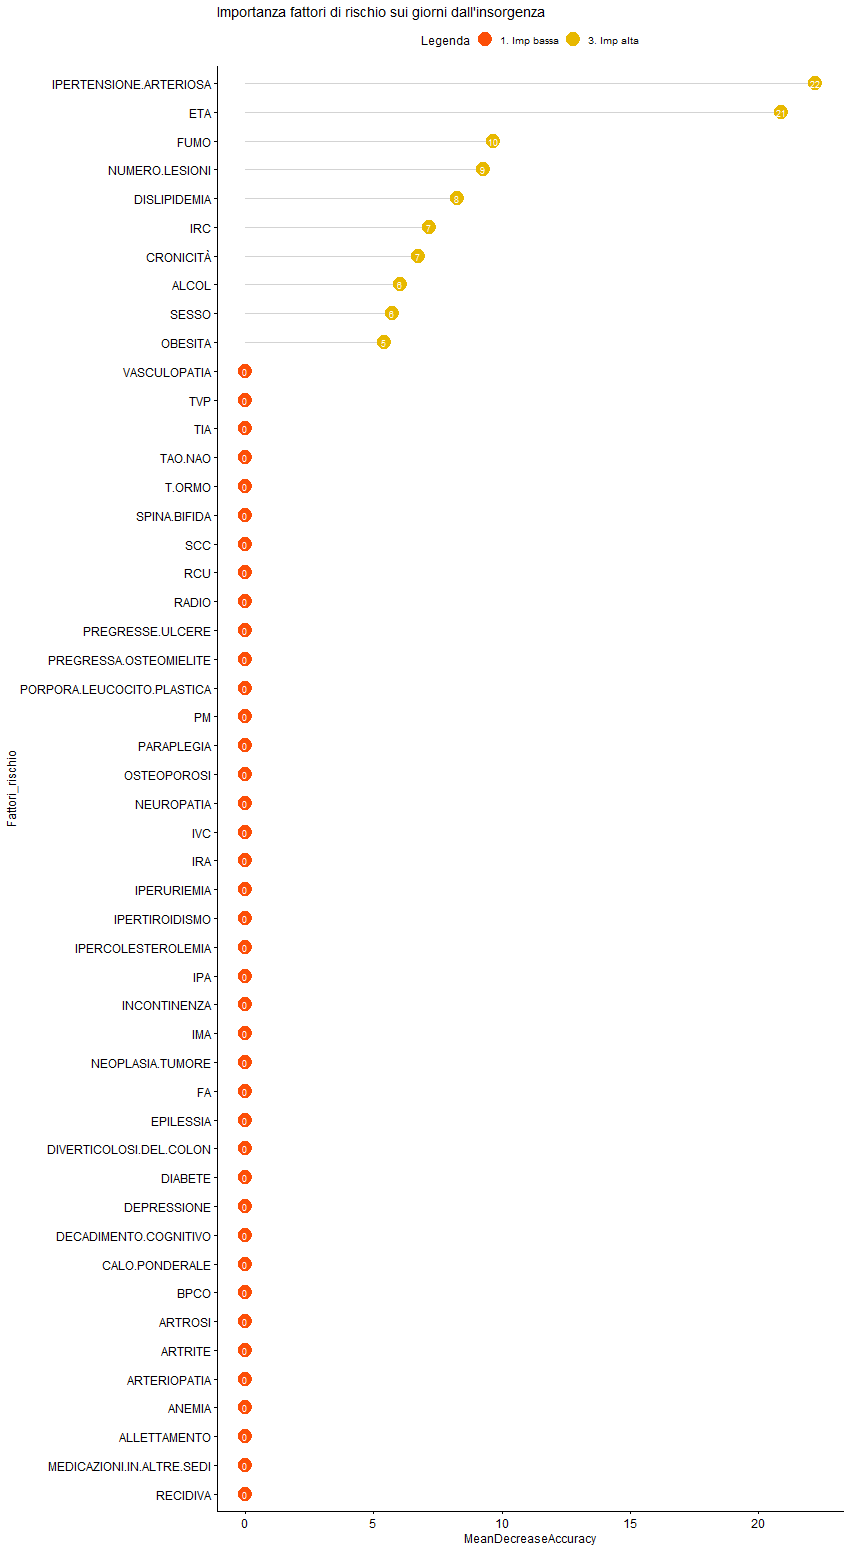 Importanza fattori di rischio sui giorni dall'insorgenza
Legenda 1. Imp bassa 3. Imp alta
IPERTENSIONE.ARTERIOSA 22
ETA 21
FUMO 10
NUMERO.LESIONI 9
DISLIPIDEMIA 8
IRC 7
CRONICITÀ 7
ALCOL 6
SESSO 6
OBESITA 5
VASCULOPATIA 0
TVP 0
TIA 0
TAO.NAO 0
T.ORMO 0
SPINA.BIFIDA 0
SCC 0
RCU 0
RADIO 0
PREGRESSE.ULCERE 0
PREGRESSA.OSTEOMIELITE 0
PORPORA.LEUCOCITO.PLASTICA 0
PM 0
PARAPLEGIA 0
OSTEOPOROSI 0
NEUROPATIA 0
IVC 0
IRA 0
IPERURIEMIA 0
IPERTIROIDISMO 0
IPERCOLESTEROLEMIA 0
IPA 0
INCONTINENZA 0
IMA 0
NEOPLASIA.TUMORE 0
FA 0
EPILESSIA 0
DIVERTICOLOSI.DEL.COLON 0
DIABETE 0
DEPRESSIONE 0
DECADIMENTO.COGNITIVO 0
CALO.PONDERALE 0
BPCO 0
ARTROSI 0
ARTRITE 0
ARTERIOPATIA 0
ANEMIA 0
ALLETTAMENTO 0
MEDICAZIONI.IN.ALTRE.SEDI 0
RECIDIVA 0
Fattori_rischio
0 5 10 15 20
MeanDecreaseAccuracy